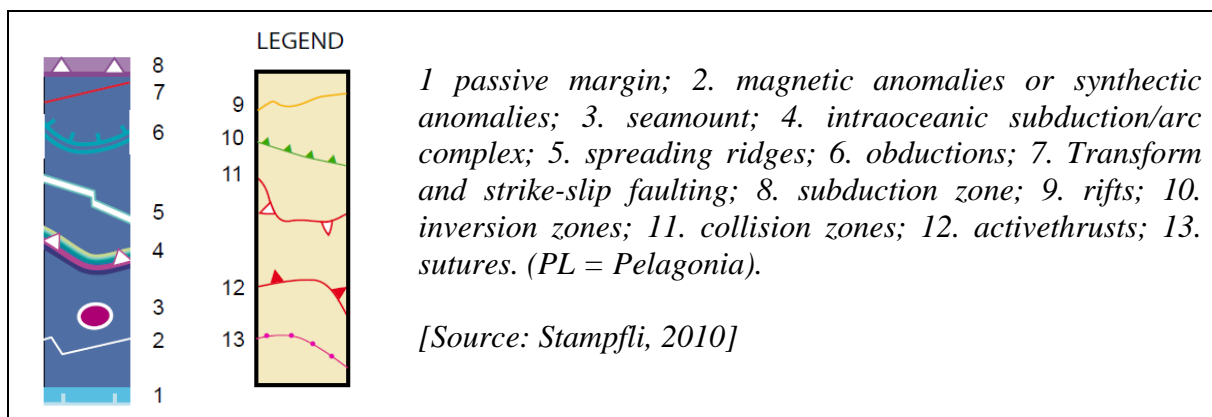 LEGEND
8
7
6
5
4
3
2
1
9
10
11
12
13
1 passive margin; 2. magnetic anomalies or synthectic
anomalies; 3. seamount; 4. intraoceanic subduction/arc
complex; 5. spreading ridges; 6. obductions; 7. Transform
and strike-slip faulting; 8. subduction zone; 9. rifts; 10.
inversion zones; 11. collision zones; 12. activethrusts; 13.
sutures. (PL = Pelagonia).
[Source: Stampfli, 2010]